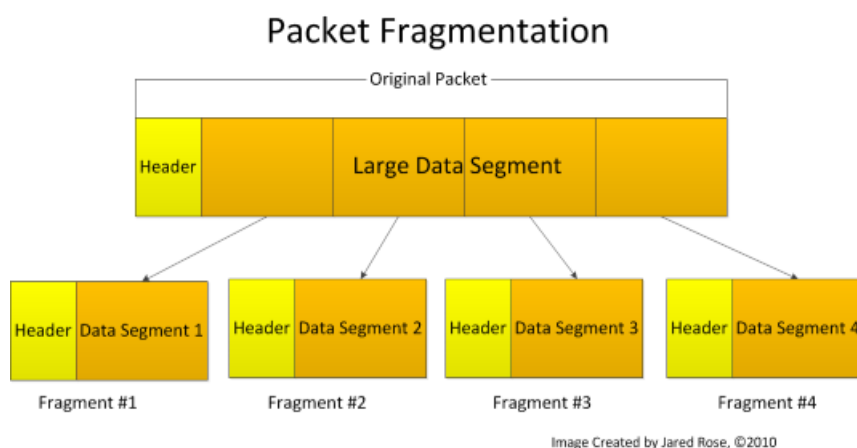 Packet Fragmentation
Original Packet
Header
Large Data Segment
Header Data Segment 1
Header Data Segment 2
Header Data Segment 3
Header Data Segment 4
Fragment #1
Fragment #2
Fragment #3
Fragment #4
Image Created by Jared Rose, ©2010